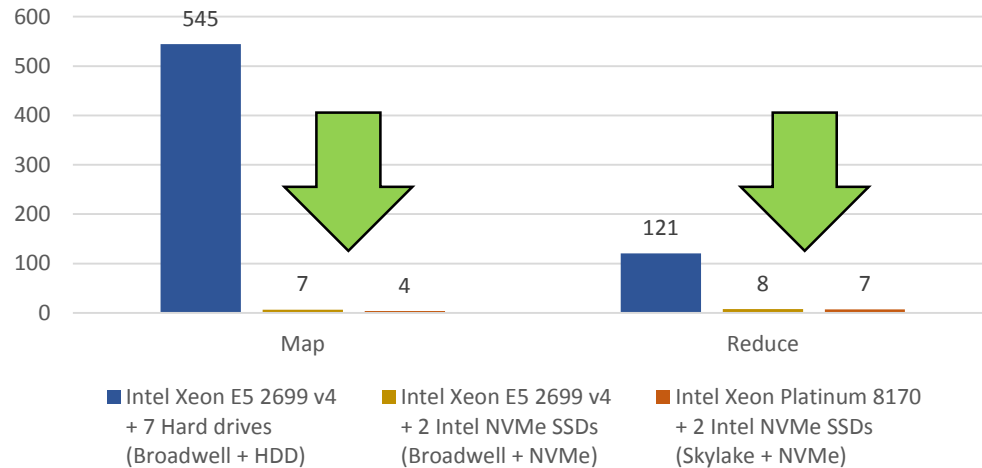 600
545
500
400
300
200
121
100
7
4
8
7
0
Map
Reduce
Intel Xeon E5 2699 v4
+ 7 Hard drives
(Broadwell + HDD)
Intel Xeon E5 2699 v4
+ 2 Intel NVMe SSDs
(Broadwell + NVMe)
Intel Xeon Platinum 8170
+ 2 Intel NVMe SSDs
(Skylake + NVMe)